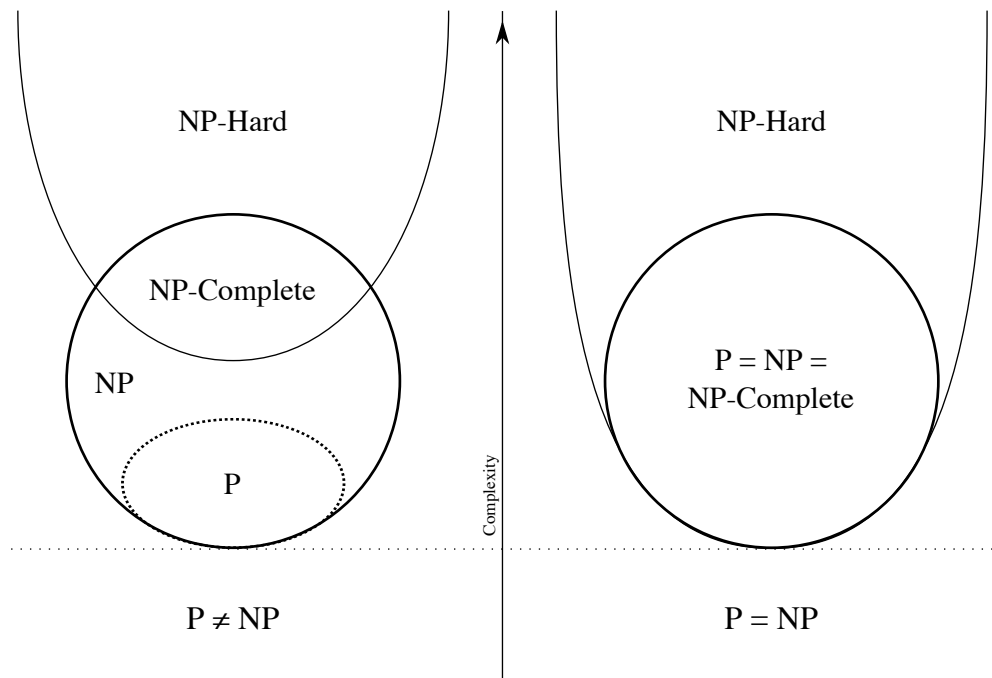 NP-Hard
NP-Complete
NP
P
P ≠ NP
Complexity
NP-Hard
P = NP =
NP-Complete
P = NP